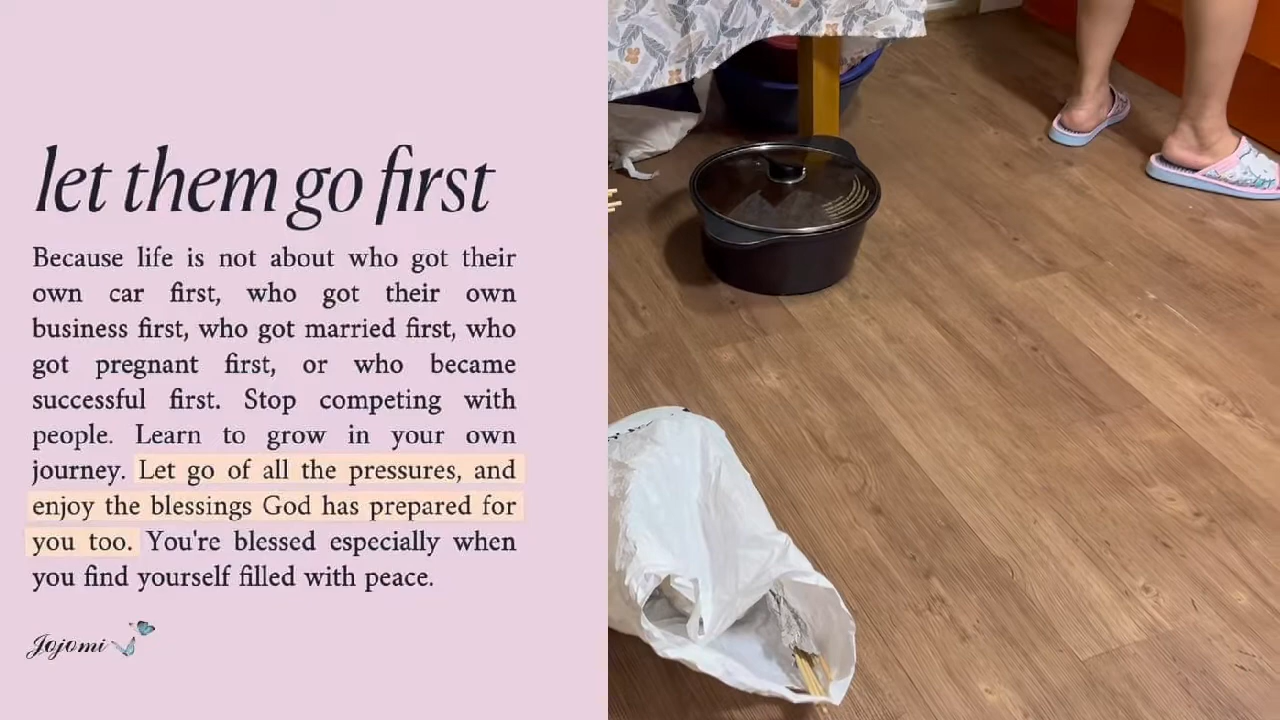 let them go first
Because life is not about who got their
own car first, who got their own
business first, who got married first, who
got pregnant first, or who became
successful first. Stop competing with
people. Learn to grow in your own
journey. Let go of all the pressures, and
enjoy the blessings God has prepared for
you too. You're blessed especially when
you find yourself filled with peace.
Jojomi